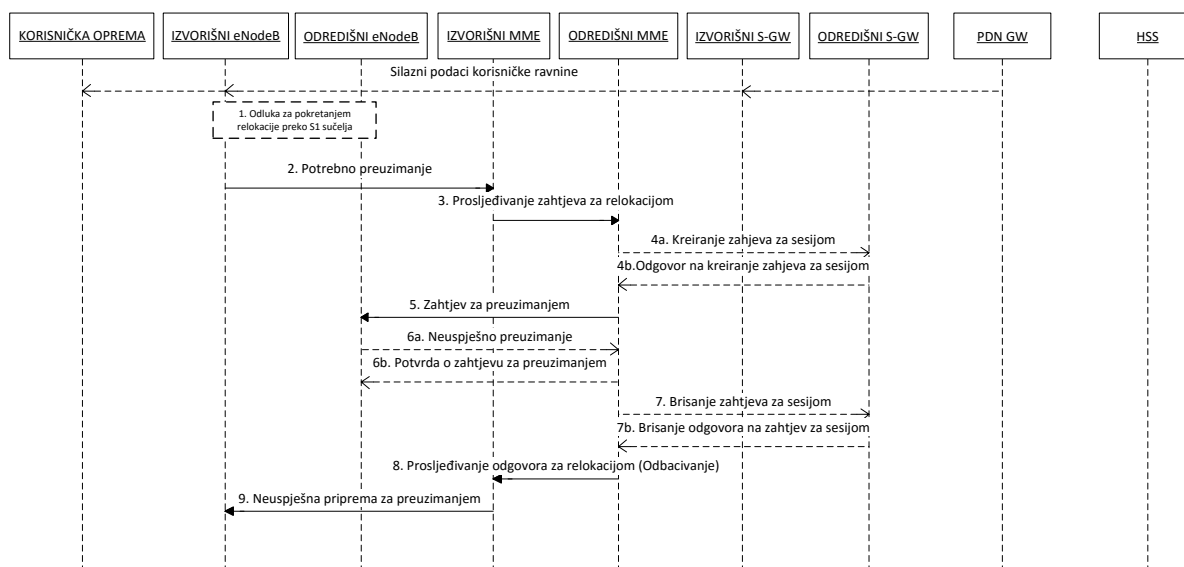 KORISNIČKA OPREMA
IZVORIŠNI eNodeB
ODREDIŠNI eNodeB
IZVORIŠNI MME
ODREDIŠNI MME
IZVORIŠNI S-GW
ODREDIŠNI S-GW
PDN GW
HSS
Silazni podaci korisničke ravnine
1. Odluka za pokretanjem
relokacije preko S1 sučelja
2. Potrebno preuzimanje
3. Prosljeđivanje zahtjeva za relokacijom
4a. Kreiranje zahjeva za sesijom
4b.Odgovor na kreiranje zahjeva za sesijom
5. Zahtjev za preuzimanjem
6a. Neuspješno preuzimanje
6b. Potvrda o zahtjevu za preuzimanjem
7. Brisanje zahtjeva za sesijom
7b. Brisanje odgovora na zahtjev za sesijom
8. Prosljeđivanje odgovora za relokacijom (Odbacivanje)
9. Neuspješna priprema za preuzimanjem